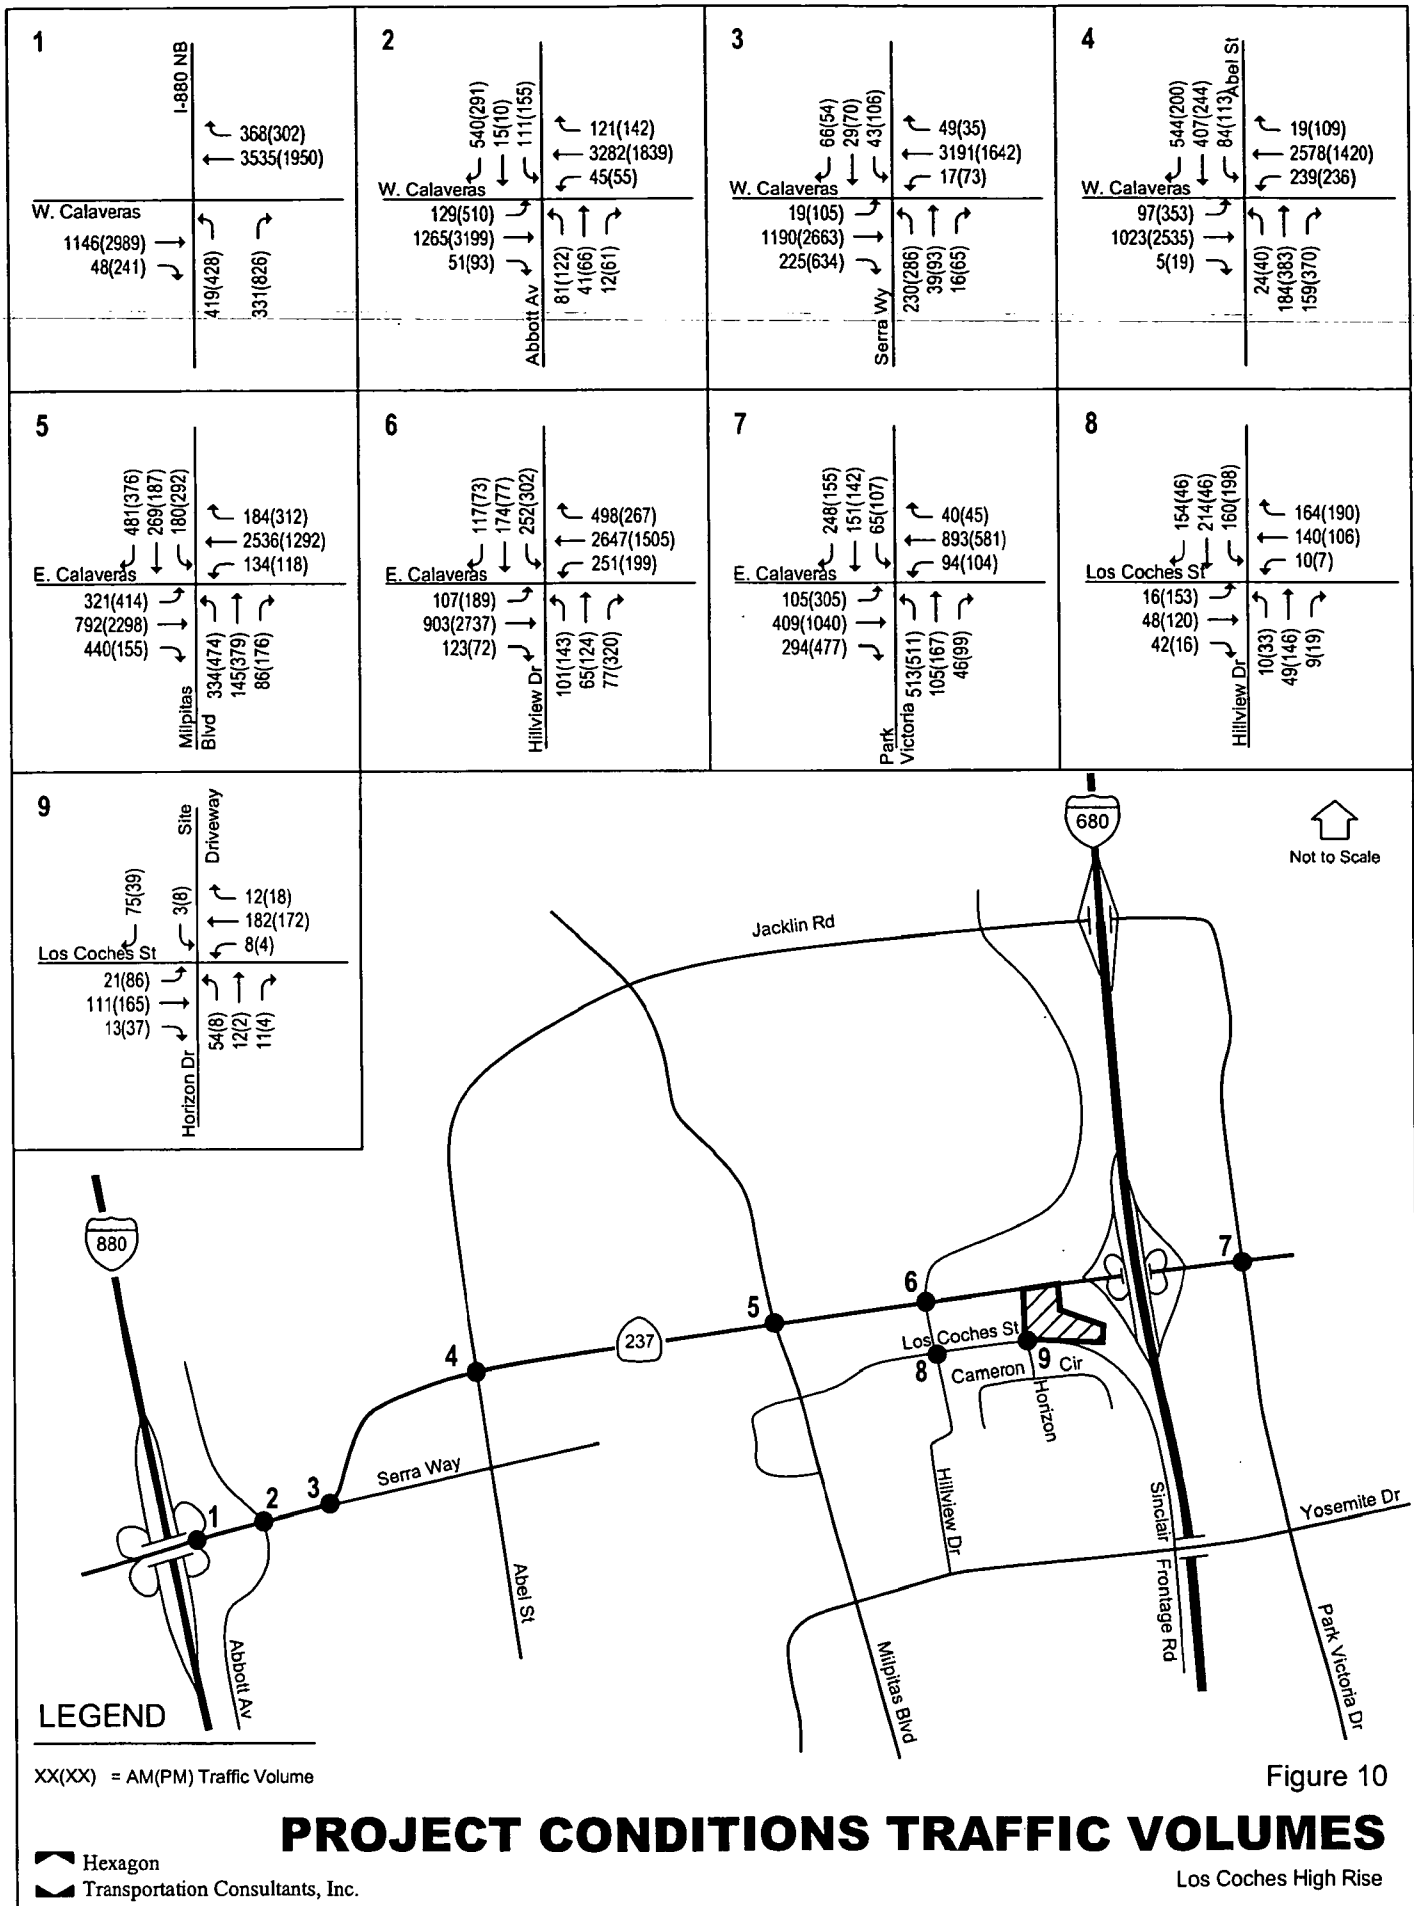 1
I-880 NB
368(302)
3535(1950)
W. Calaveras
1146(2989)
48(241)
419(428)
331(826)
2
540(291)
15(10)
111(155)
121(142)
3282(1839)
45(55)
W. Calaveras
129(510)
1265(3199)
51(93)
Abbott Av
81(122)
41(66)
12(61)
3
66(54)
29(70)
43(106)
49(35)
3191(1642)
17(73)
W. Calaveras
19(105)
1190(2663)
225(634)
Serra Wy
230(286)
39(93)
16(65)
4
Abel St
544(200)
407(244)
84(113)
19(109)
2578(1420)
239(236)
W. Calaveras
97(353)
1023(2535)
5(19)
24(40)
184(383)
159(370)
5
481(376)
269(187)
180(292)
184(312)
2536(1292)
134(118)
E. Calaveras
321(414)
792(2298)
440(155)
Milpitas
Blvd
334(474)
145(379)
86(176)
6
117(73)
174(77)
252(302)
498(267)
2647(1505)
251(199)
E. Calaveras
107(189)
903(2737)
123(72)
Hillview Dr
101(143)
65(124)
77(320)
7
248(155)
151(142)
65(107)
40(45)
893(581)
94(104)
E. Calaveras
105(305)
409(1040)
294(477)
Park
Victoria
513(511)
105(167)
46(99)
8
154(46)
214(46)
160(198)
164(190)
140(106)
10(7)
Los Coches St
16(153)
48(120)
42(16)
Hillview Dr
10(33)
49(146)
9(19)
9
Site
Driveway
75(39)
3(8)
12(18)
182(172)
8(4)
Los Coches St
21(86)
111(165)
13(37)
Horizon Dr
54(8)
12(2)
11(4)
680
Not to Scale
Jacklin Rd
880
7
6
5
237
Los Coches St
4
8
9
Cameron
Cir
Horizon
3
Serra Way
2
1
Hillview Dr
Sinclair Frontage Rd
Yosemite Dr
Abel St
Abbott Av
Milpitas Blvd
Park Victoria Dr
LEGEND
XX(XX) = AM(PM) Traffic Volume
Figure 10
PROJECT CONDITIONS TRAFFIC VOLUMES
Hexagon
Transportation Consultants, Inc.
Los Coches High Rise